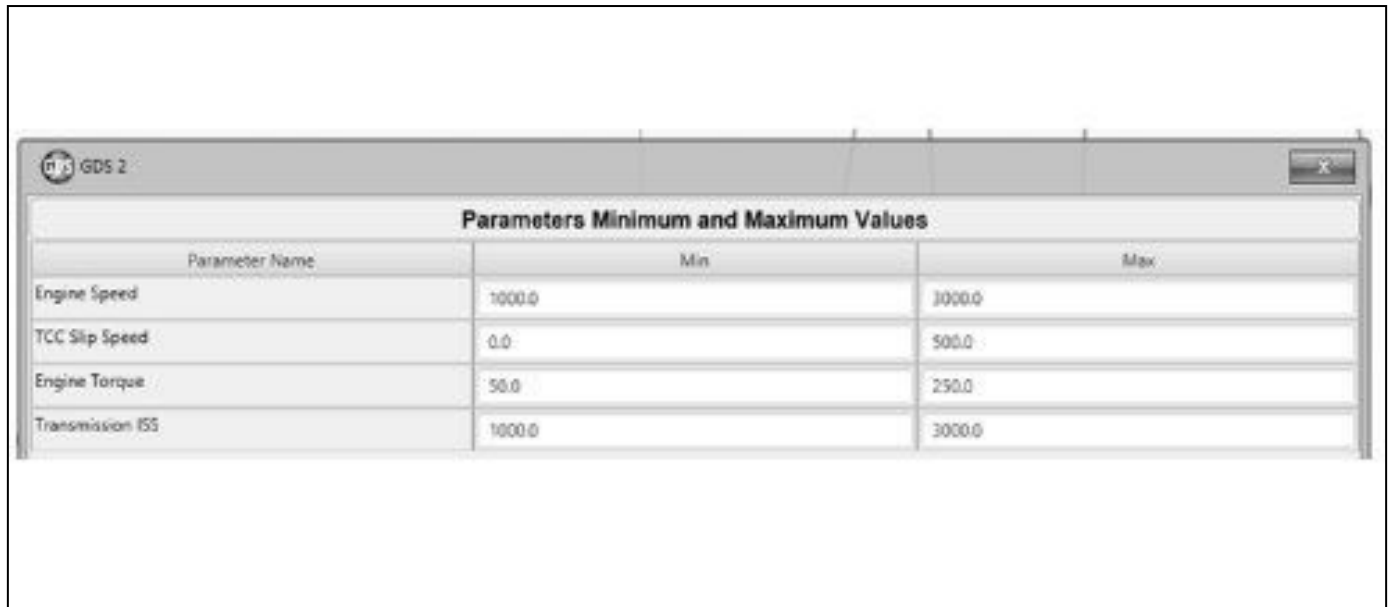 GDS 2
X
Parameters Minimum and Maximum Values
Parameter Name Min Max
Engine Speed 1000.0 3000.0
TCC Slip Speed 0.0 500.0
Engine Torque 50.0 250.0
Transmission ISS 1000.0 3000.0